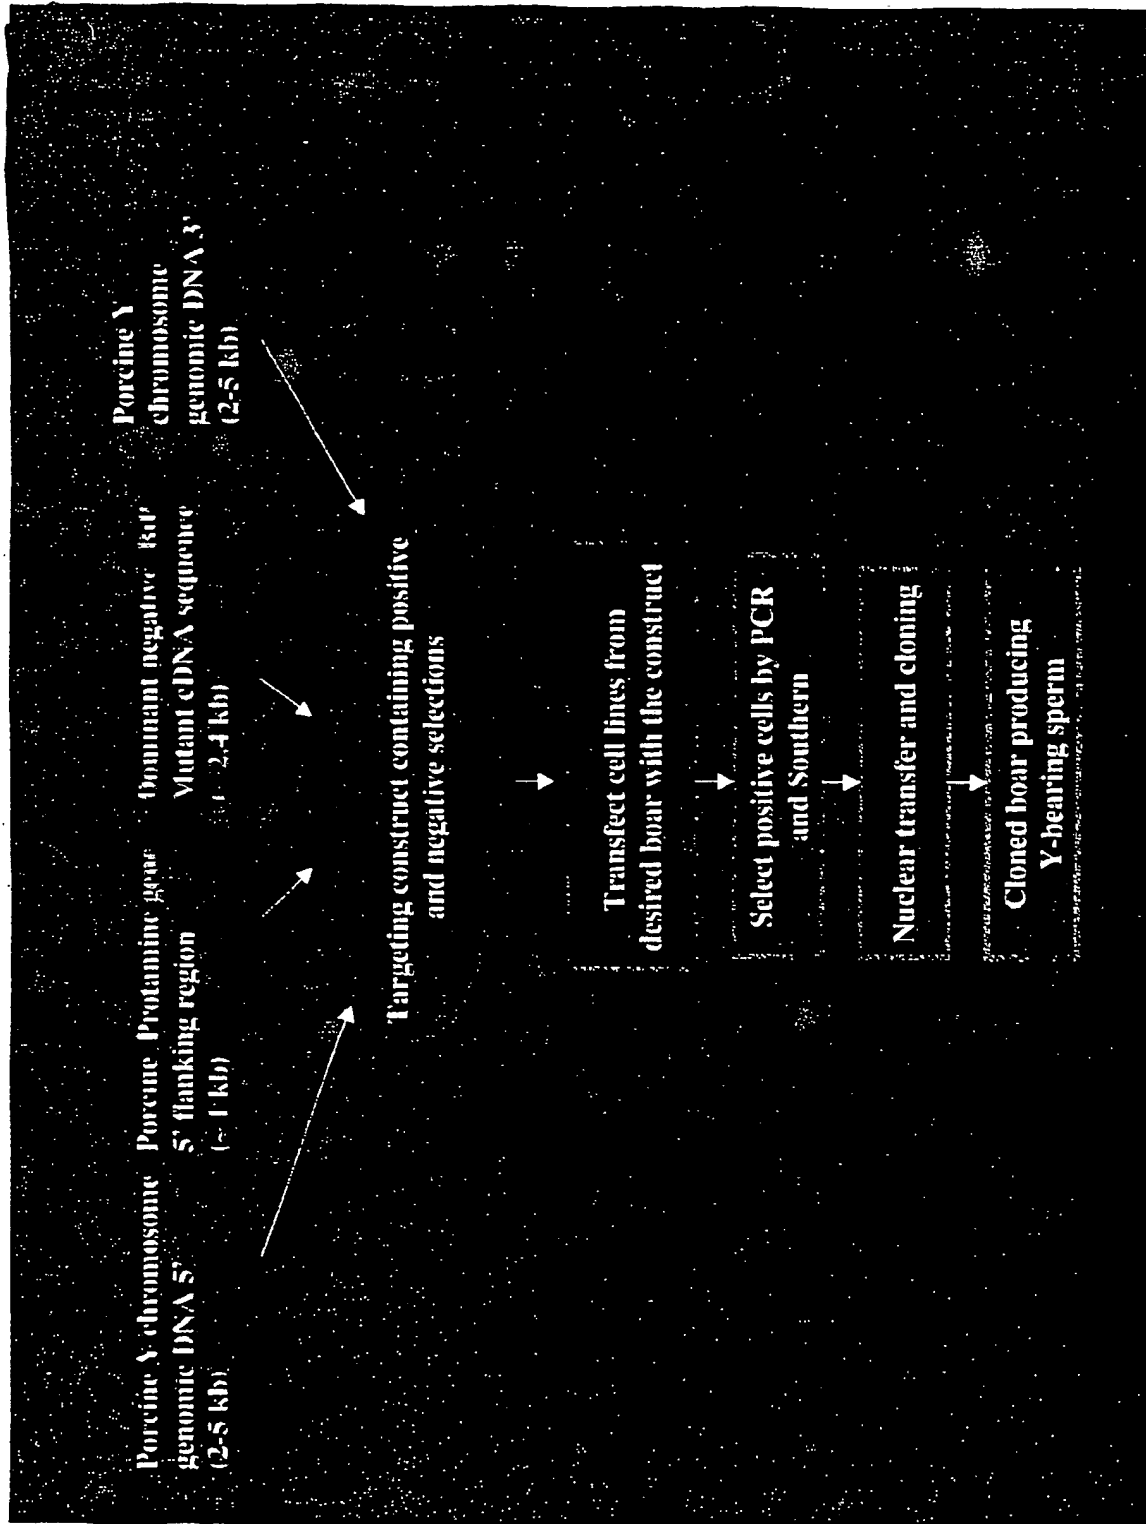 Porcine chromosome
genomic DNA 5'
(2-5 kb)
Porcine Protamine gene
5' flanking region
(~ 1 kb)
Dominant negative
Mutant cDNA sequence
2.4 kb)
Porcine
chromosome
genomic DNA 3'
(2-5 kb)
Targeting construct containing positive
and negative selections
Transfect cell lines from
desired boar with the construct
Select positive cells by PCR
and Southern
Nuclear transfer and cloning
Cloned boar producing
Y-bearing sperm